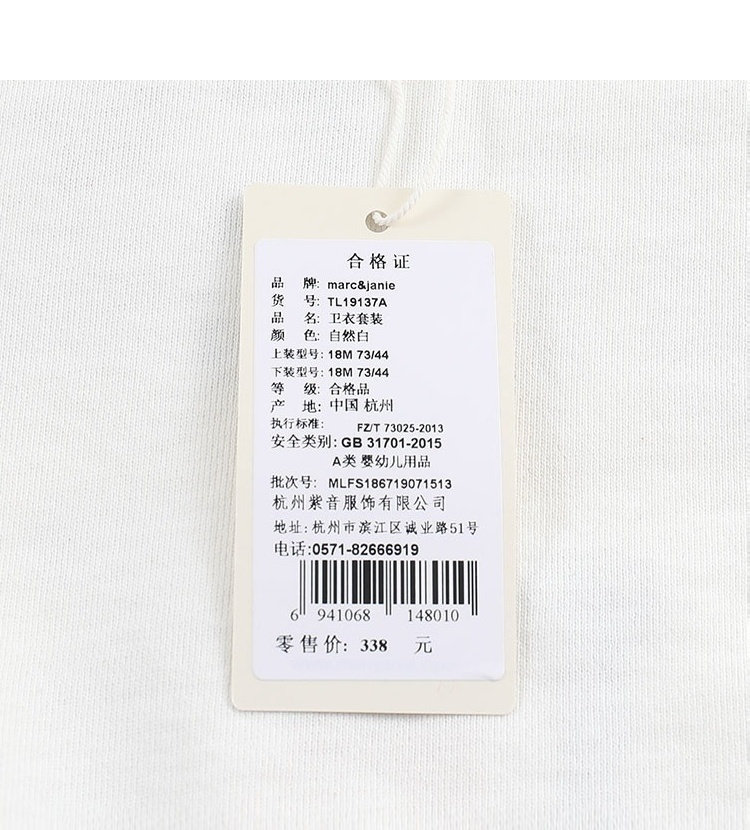 合格证
品 牌: marc&janie
货 号: TL19137A
品 名: 卫衣套装
颜 色: 自然白
上装型号: 18M 73/44
下装型号: 18M 73/44
等 级: 合格品
产 地: 中国 杭州
执行标准: FZ/T 73025-2013
安全类别: GB 31701-2015
A类 婴幼儿用品
批次号: MLFS186719071513
杭州紫音服饰有限公司
地址: 杭州市滨江区诚业路51号
电话:0571-82666919
6 941068 148010
零售价: 338 元